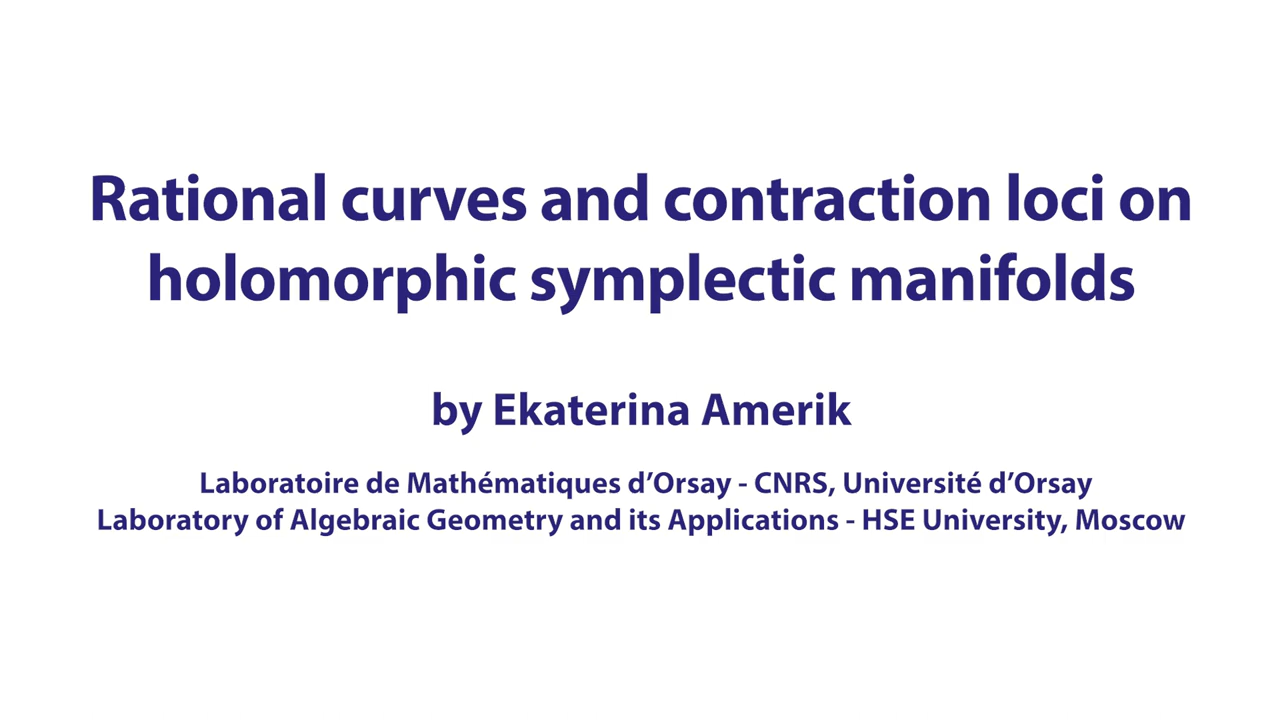 Rational curves and contraction loci on
holomorphic symplectic manifolds
by Ekaterina Amerik
Laboratoire de Mathématiques d’Orsay - CNRS, Université d’Orsay
Laboratory of Algebraic Geometry and its Applications - HSE University, Moscow